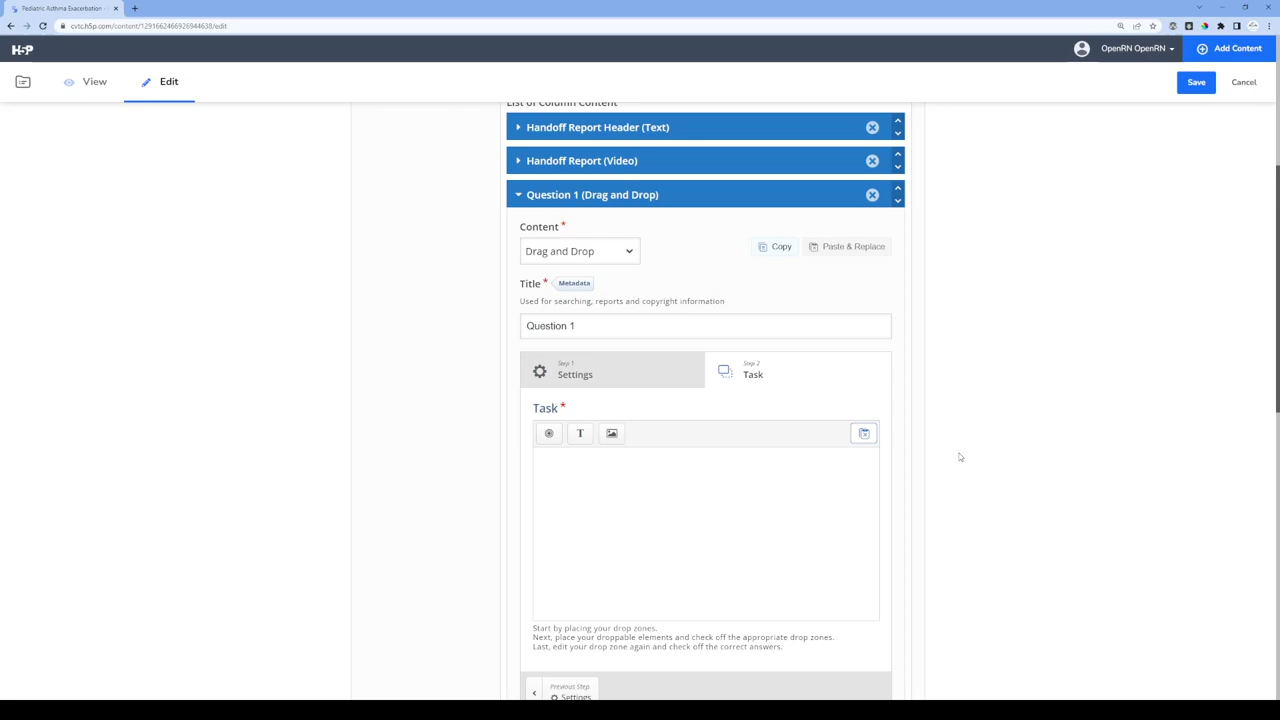 Pediatric Asthma Exacerbation -
cvtc.h5p.com/content/1291662466926944638/edit
H5P
OpenRN OpenRN
Add Content
View
Edit
Save
Cancel
List of Column Content
Handoff Report Header (Text)
Handoff Report (Video)
Question 1 (Drag and Drop)
Content *
Drag and Drop
Copy
Paste & Replace
Title * Metadata
Used for searching, reports and copyright information
Question 1
Step 1
Settings
Step 2
Task
Task *
T
Start by placing your drop zones.
Next, place your droppable elements and check off the appropriate drop zones.
Last, edit your drop zone again and check off the correct answers.
Previous Step
Settings